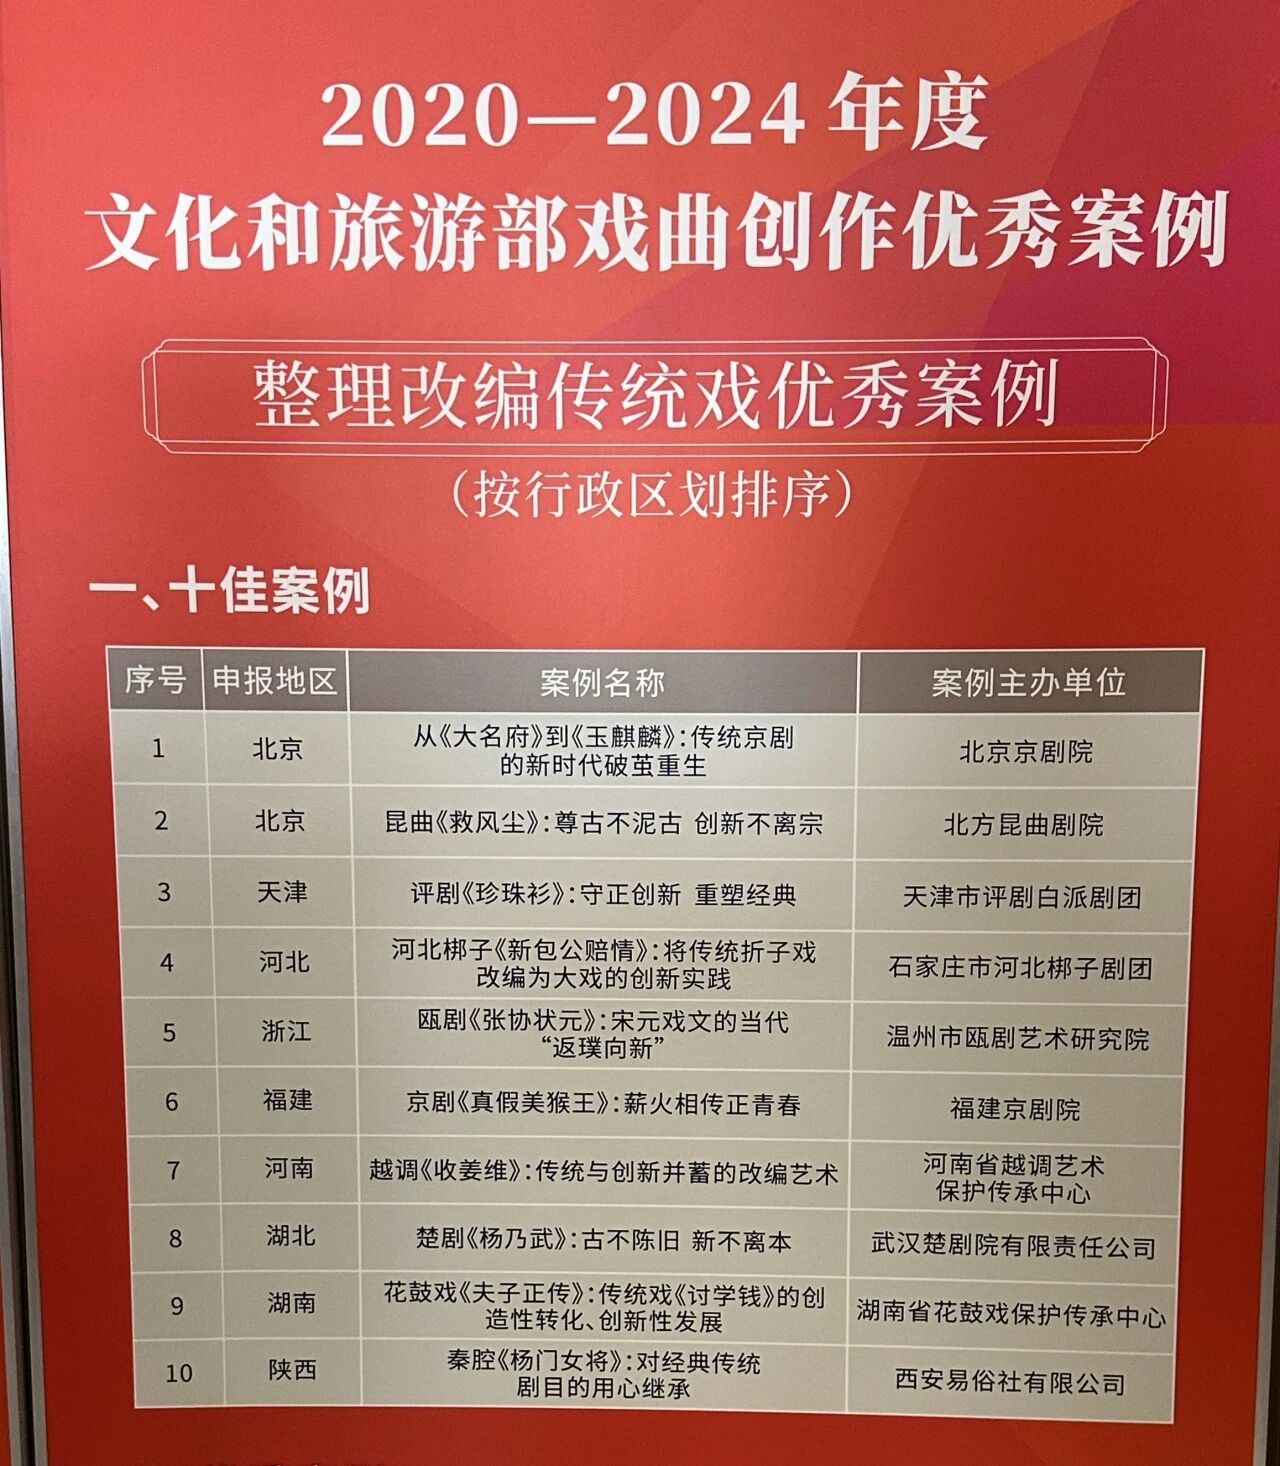 2020—2024年度
文化和旅游部戏曲创作优秀案例
整理改编传统戏优秀案例
（按行政区划排序）
一、十佳案例
序号 申报地区 案例名称 案例主办单位
1 北京 从《大名府》到《玉麒麟》：传统京剧
的新时代破茧重生 北京京剧院
2 北京 昆曲《救风尘》：尊古不泥古 创新不离宗 北方昆曲剧院
3 天津 评剧《珍珠衫》：守正创新 重塑经典 天津市评剧白派剧团
4 河北 河北梆子《新包公赔情》：将传统折子戏
改编为大戏的创新实践 石家庄市河北梆子剧团
5 浙江 瓯剧《张协状元》：宋元戏文的当代
“返璞向新” 温州市瓯剧艺术研究院
6 福建 京剧《真假美猴王》：薪火相传正青春 福建京剧院
7 河南 越调《收姜维》：传统与创新并蓄的改编艺术 河南省越调艺术
保护传承中心
8 湖北 楚剧《杨乃武》：古不陈旧 新不离本 武汉楚剧院有限责任公司
9 湖南 花鼓戏《夫子正传》：传统戏《讨学钱》的创
造性转化、创新性发展 湖南省花鼓戏保护传承中心
10 陕西 秦腔《杨门女将》：对经典传统
剧目的用心继承 西安易俗社有限公司